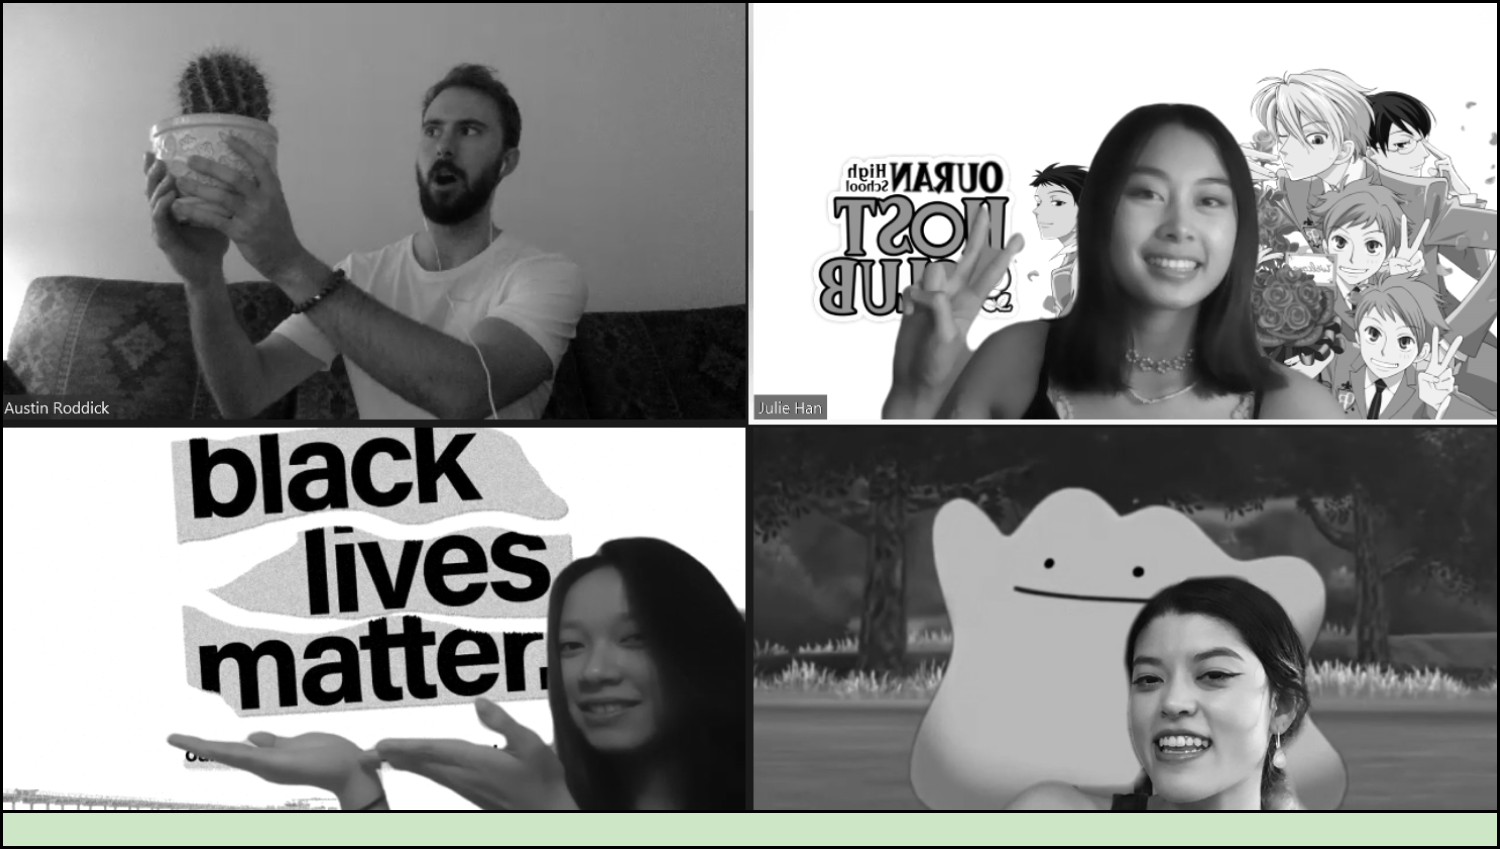 Austin Roddick
OURAN High
School
HOST
CLUB
Julie Han
black
lives
matter.